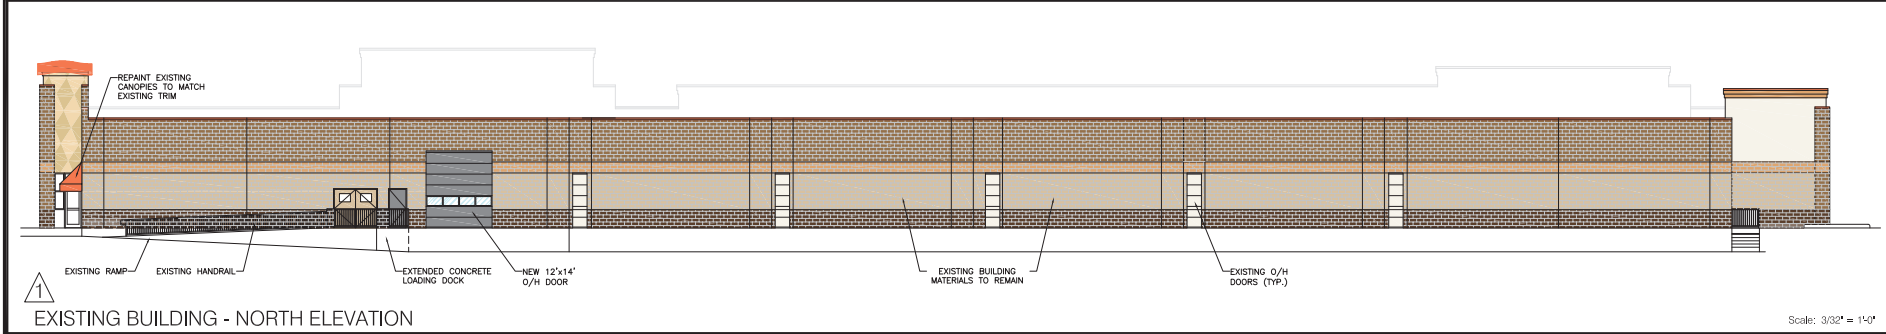 REPAINT EXISTING
CANOPIES TO MATCH
EXISTING TRIM
EXISTING RAMP
EXISTING HANDRAIL
EXTENDED CONCRETE
LOADING DOCK
NEW 12'x14'
O/H DOOR
EXISTING BUILDING
MATERIALS TO REMAIN
EXISTING O/H
DOORS (TYP.)
1
EXISTING BUILDING - NORTH ELEVATION
Scale: 3/32" = 1'-0"